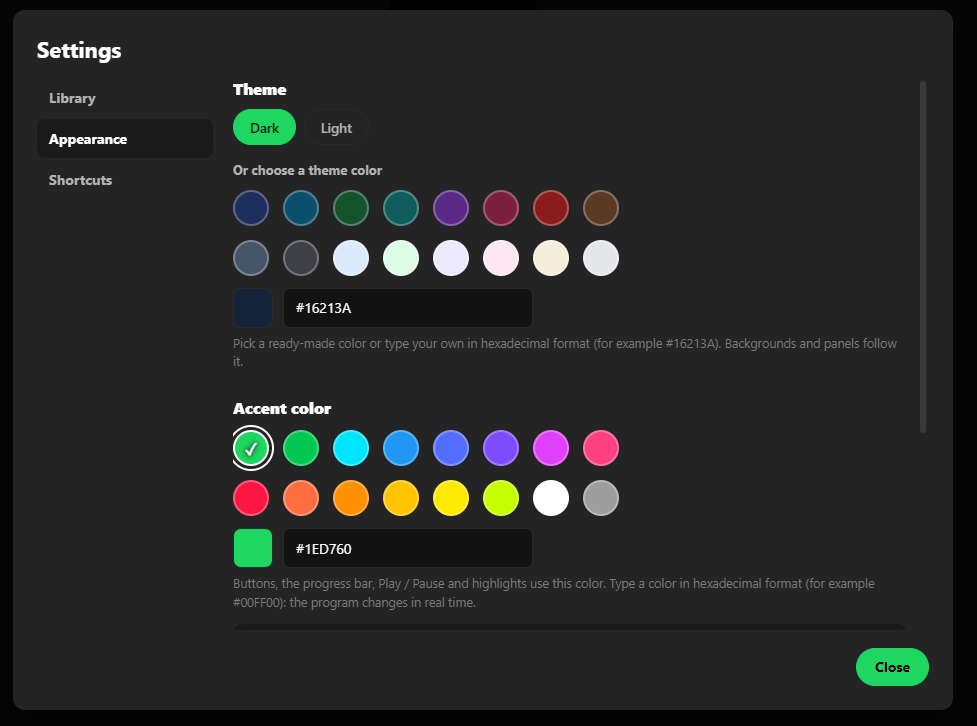 Settings
Library
Appearance
Shortcuts
Theme
Dark
Light
Or choose a theme color
#16213A
Pick a ready-made color or type your own in hexadecimal format (for example #16213A). Backgrounds and panels follow
it.
Accent color
#1ED760
Buttons, the progress bar, Play / Pause and highlights use this color. Type a color in hexadecimal format (for example
#00FF00): the program changes in real time.
Close